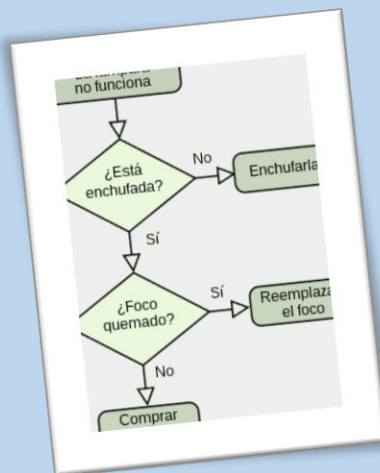 no funciona
No
¿Está
enchufada?
Enchufarla
Sí
Sí
¿Foco
quemado?
Reemplaza
el foco
No
Comprar